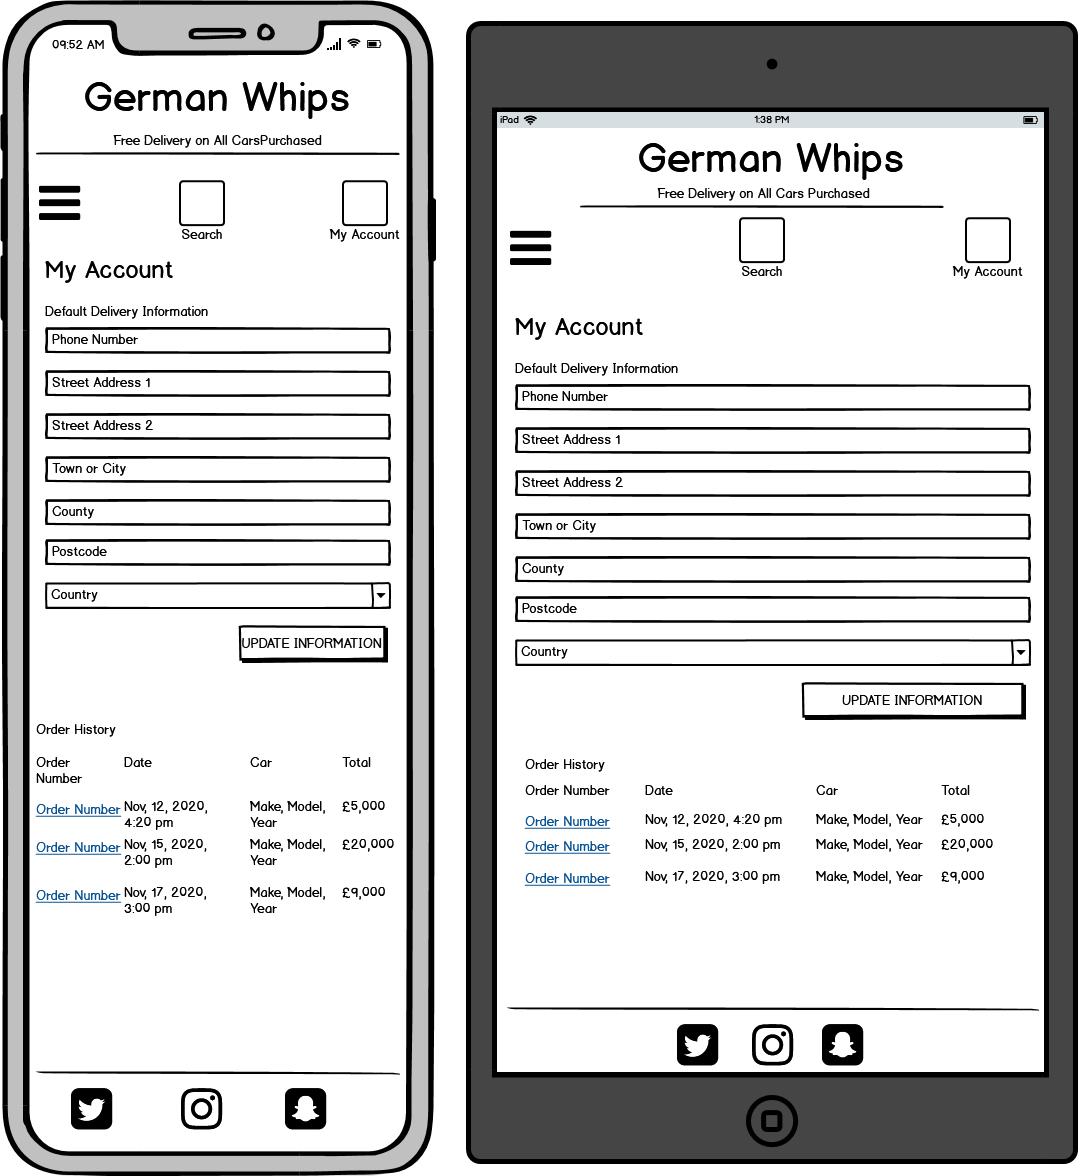 09:52 AM
German Whips
Free Delivery on All CarsPurchased
Search
My Account
My Account
Default Delivery Information
Phone Number
Street Address 1
Street Address 2
Town or City
County
Postcode
Country
UPDATE INFORMATION
Order History
Order Number Date Car Total
Order Number Nov, 12, 2020, 4:20 pm Make, Model, Year £5,000
Order Number Nov, 15, 2020, 2:00 pm Make, Model, Year £20,000
Order Number Nov, 17, 2020, 3:00 pm Make, Model, Year £9,000
iPad 1:38 PM
German Whips
Free Delivery on All Cars Purchased
Search
My Account
My Account
Default Delivery Information
Phone Number
Street Address 1
Street Address 2
Town or City
County
Postcode
Country
UPDATE INFORMATION
Order History
Order Number Date Car Total
Order Number Nov, 12, 2020, 4:20 pm Make, Model, Year £5,000
Order Number Nov, 15, 2020, 2:00 pm Make, Model, Year £20,000
Order Number Nov, 17, 2020, 3:00 pm Make, Model, Year £9,000